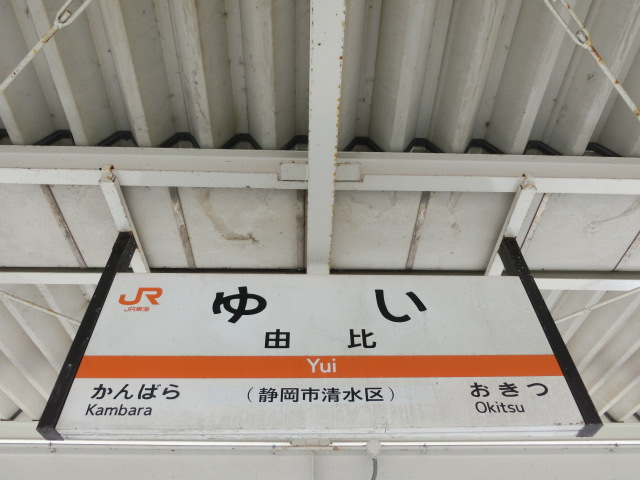 JR
JR東海
ゆい
由比
Yui
かんばら
Kambara
(静岡市清水区)
おきつ
Okitsu